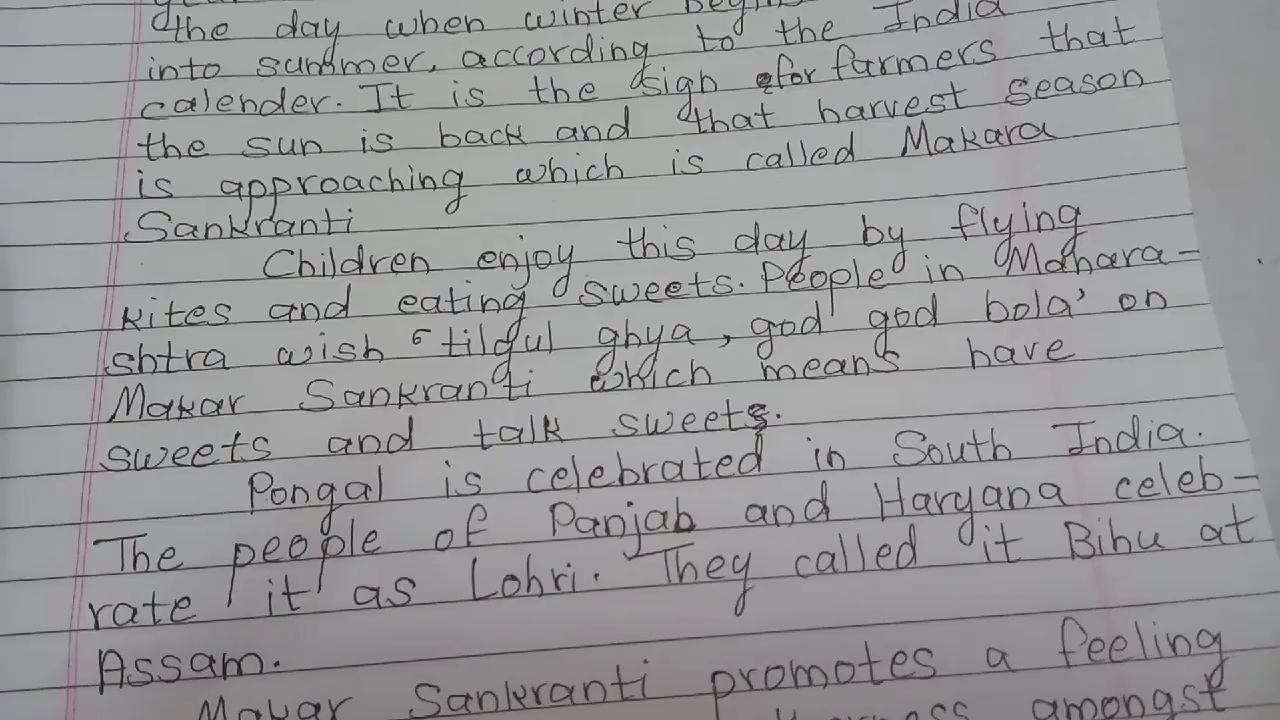 the day when winter begin
into summer, according to the India
calender. It is the sign for farmers that
the sun is back and that harvest season
is approaching which is called Makara
Sankranti
Children enjoy this day by flying
kites and eating sweets. People in Mahara-
shtra wish 'tilgul ghya, god god bola' on
Makar Sankranti which means have
sweets and talk sweets.
Pongal is celebrated in South India.
The people of Panjab and Haryana celeb-
rate it as Lohri. They called it Bihu at
Assam.
Makar Sankranti promotes a feeling
amongst